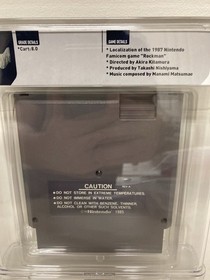 GRADE DETAILS
*Cart:8.0
GAME DETAILS
* Localization of the 1987 Nintendo
Famicom game "Rockman"
* Directed by Akira Kitamura
* Produced by Takashi Nishiyama
* Music composed by Manami Matsumae
CAUTION
●DO NOT STORE IN EXTREME TEMPERATURES.
●DO NOT IMMERSE IN WATER.
●DO NOT CLEAN WITH BENZENE, THINNER,
ALCOHOL OR OTHER SUCH SOLVENTS.
Nintendo 1985